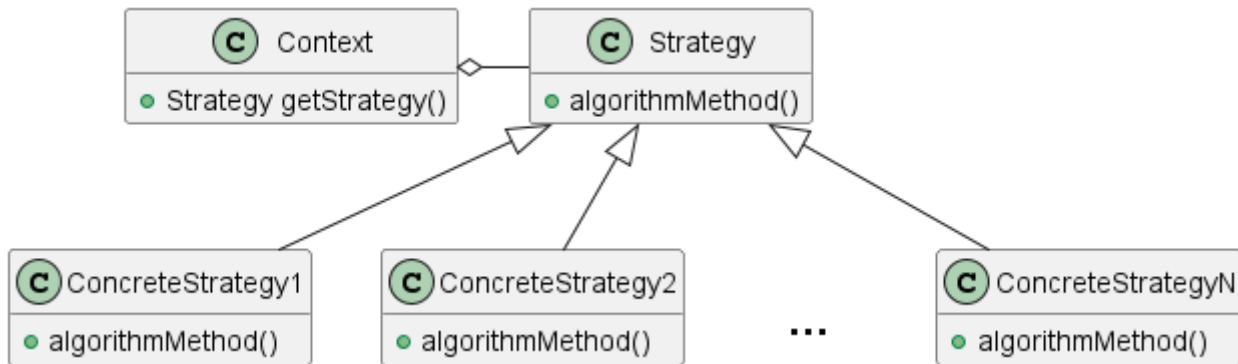 C Context
Strategy getStrategy()
C Strategy
algorithmMethod()
C ConcreteStrategy1
algorithmMethod()
C ConcreteStrategy2
algorithmMethod()
...
C ConcreteStrategyN
algorithmMethod()